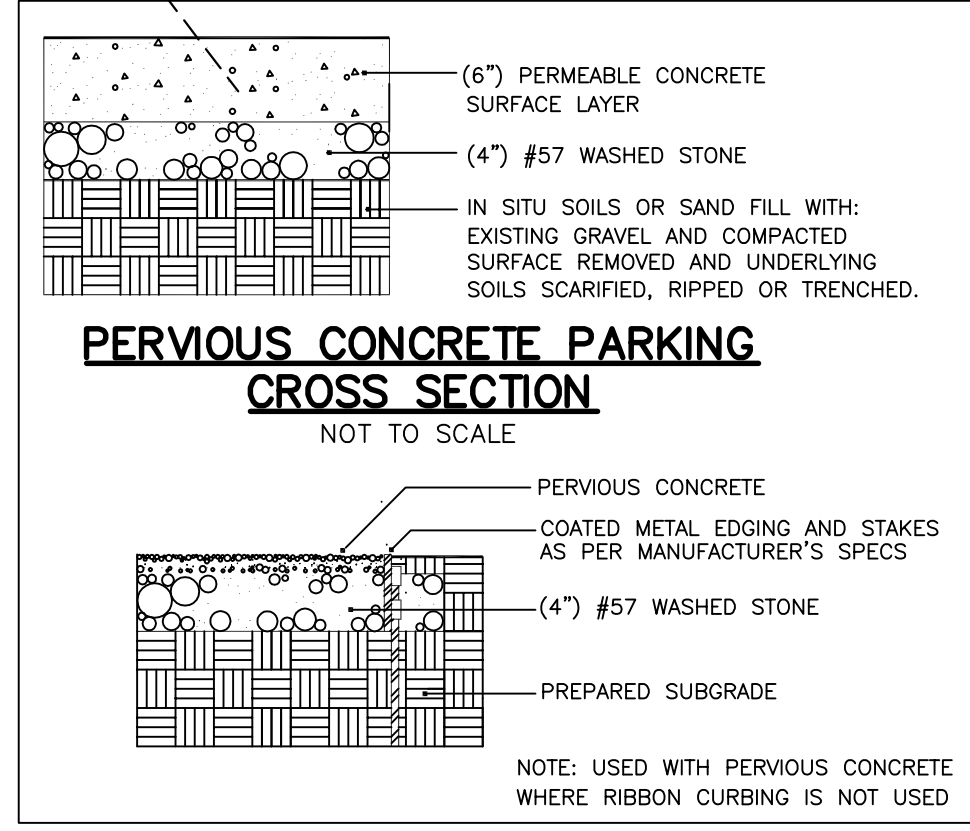 (6”) PERMEABLE CONCRETE
SURFACE LAYER
(4”) #57 WASHED STONE
IN SITU SOILS OR SAND FILL WITH:
EXISTING GRAVEL AND COMPACTED
SURFACE REMOVED AND UNDERLYING
SOILS SCARIFIED, RIPPED OR TRENCHED.
PERVIOUS CONCRETE PARKING
CROSS SECTION
NOT TO SCALE
PERVIOUS CONCRETE
COATED METAL EDGING AND STAKES
AS PER MANUFACTURER’S SPECS
(4”) #57 WASHED STONE
PREPARED SUBGRADE
NOTE: USED WITH PERVIOUS CONCRETE
WHERE RIBBON CURBING IS NOT USED